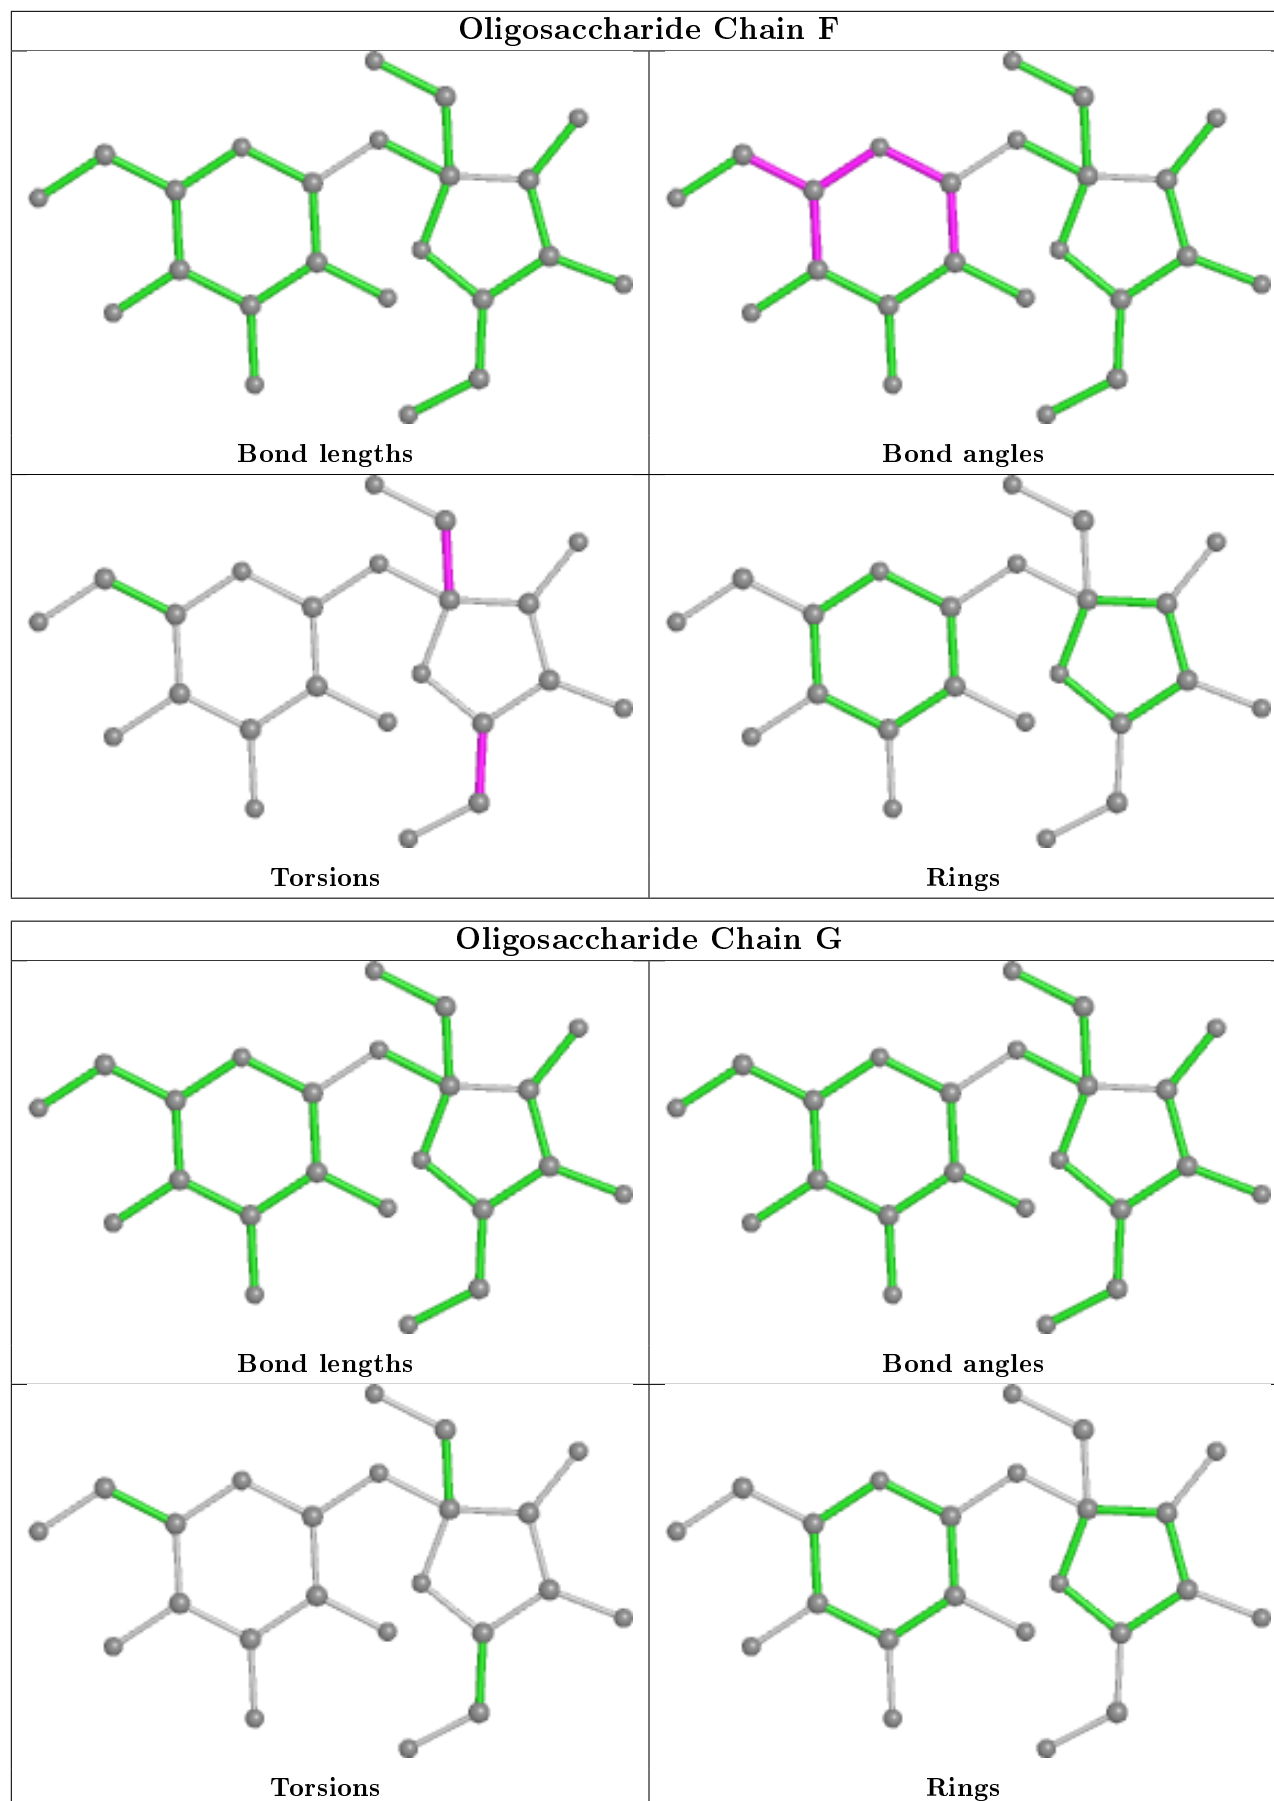 Oligosaccharide Chain F
Bond lengths
Bond angles
Torsions
Rings
Oligosaccharide Chain G
Bond lengths
Bond angles
Torsions
Rings